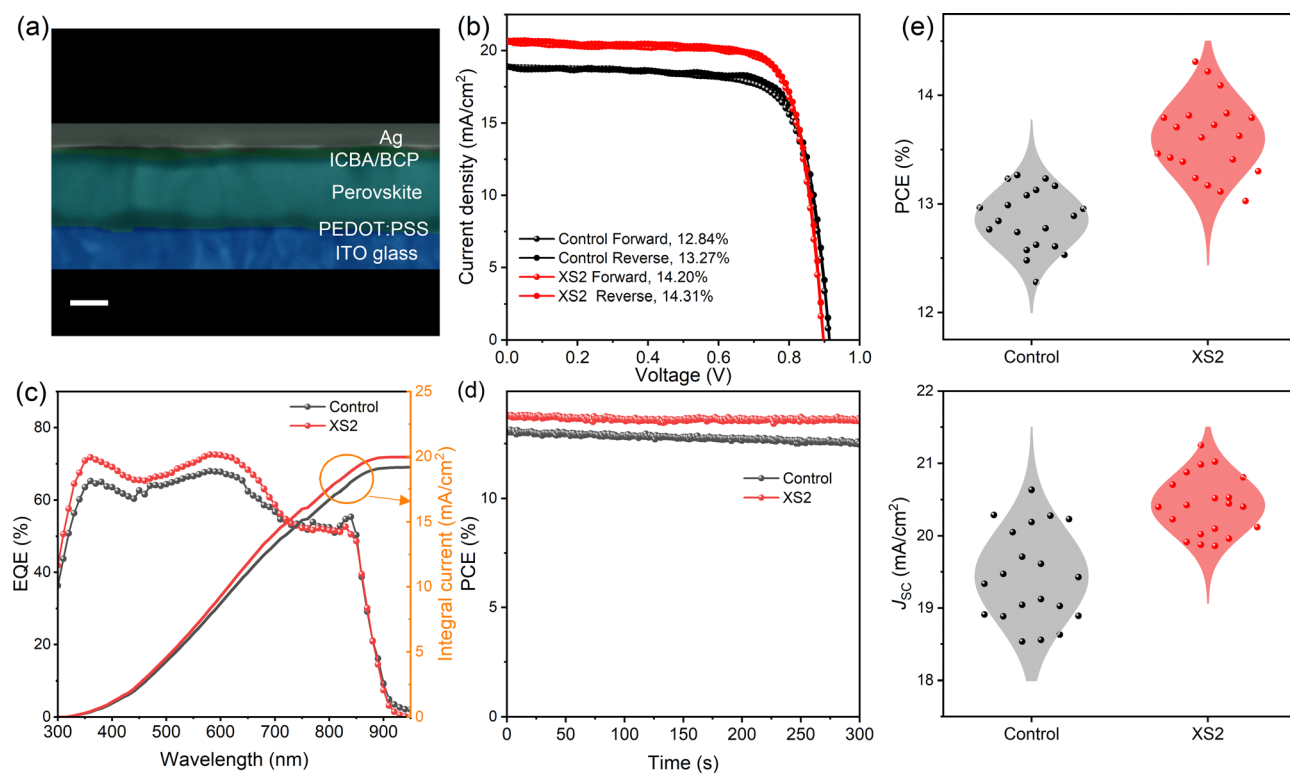 (a)
Ag
ICBA/BCP
Perovskite
PEDOT:PSS
ITO glass
(b)
Current density (mA/cm2)
20
15
10
5
0
Control Forward, 12.84%
Control Reverse, 13.27%
XS2 Forward, 14.20%
XS2 Reverse, 14.31%
0.0 0.2 0.4 0.6 0.8 1.0
Voltage (V)
(e)
PCE (%)
14
13
12
Control XS2
(c)
EQE (%)
80
60
40
20
0
Control
XS2
25
20
15
10
5
0
Integral current (mA/cm2)
300 400 500 600 700 800 900
Wavelength (nm)
(d)
PCE (%)
10
5
0
Control
XS2
0 50 100 150 200 250 300
Time (s)
JSC (mA/cm2)
22
21
20
19
18
Control XS2